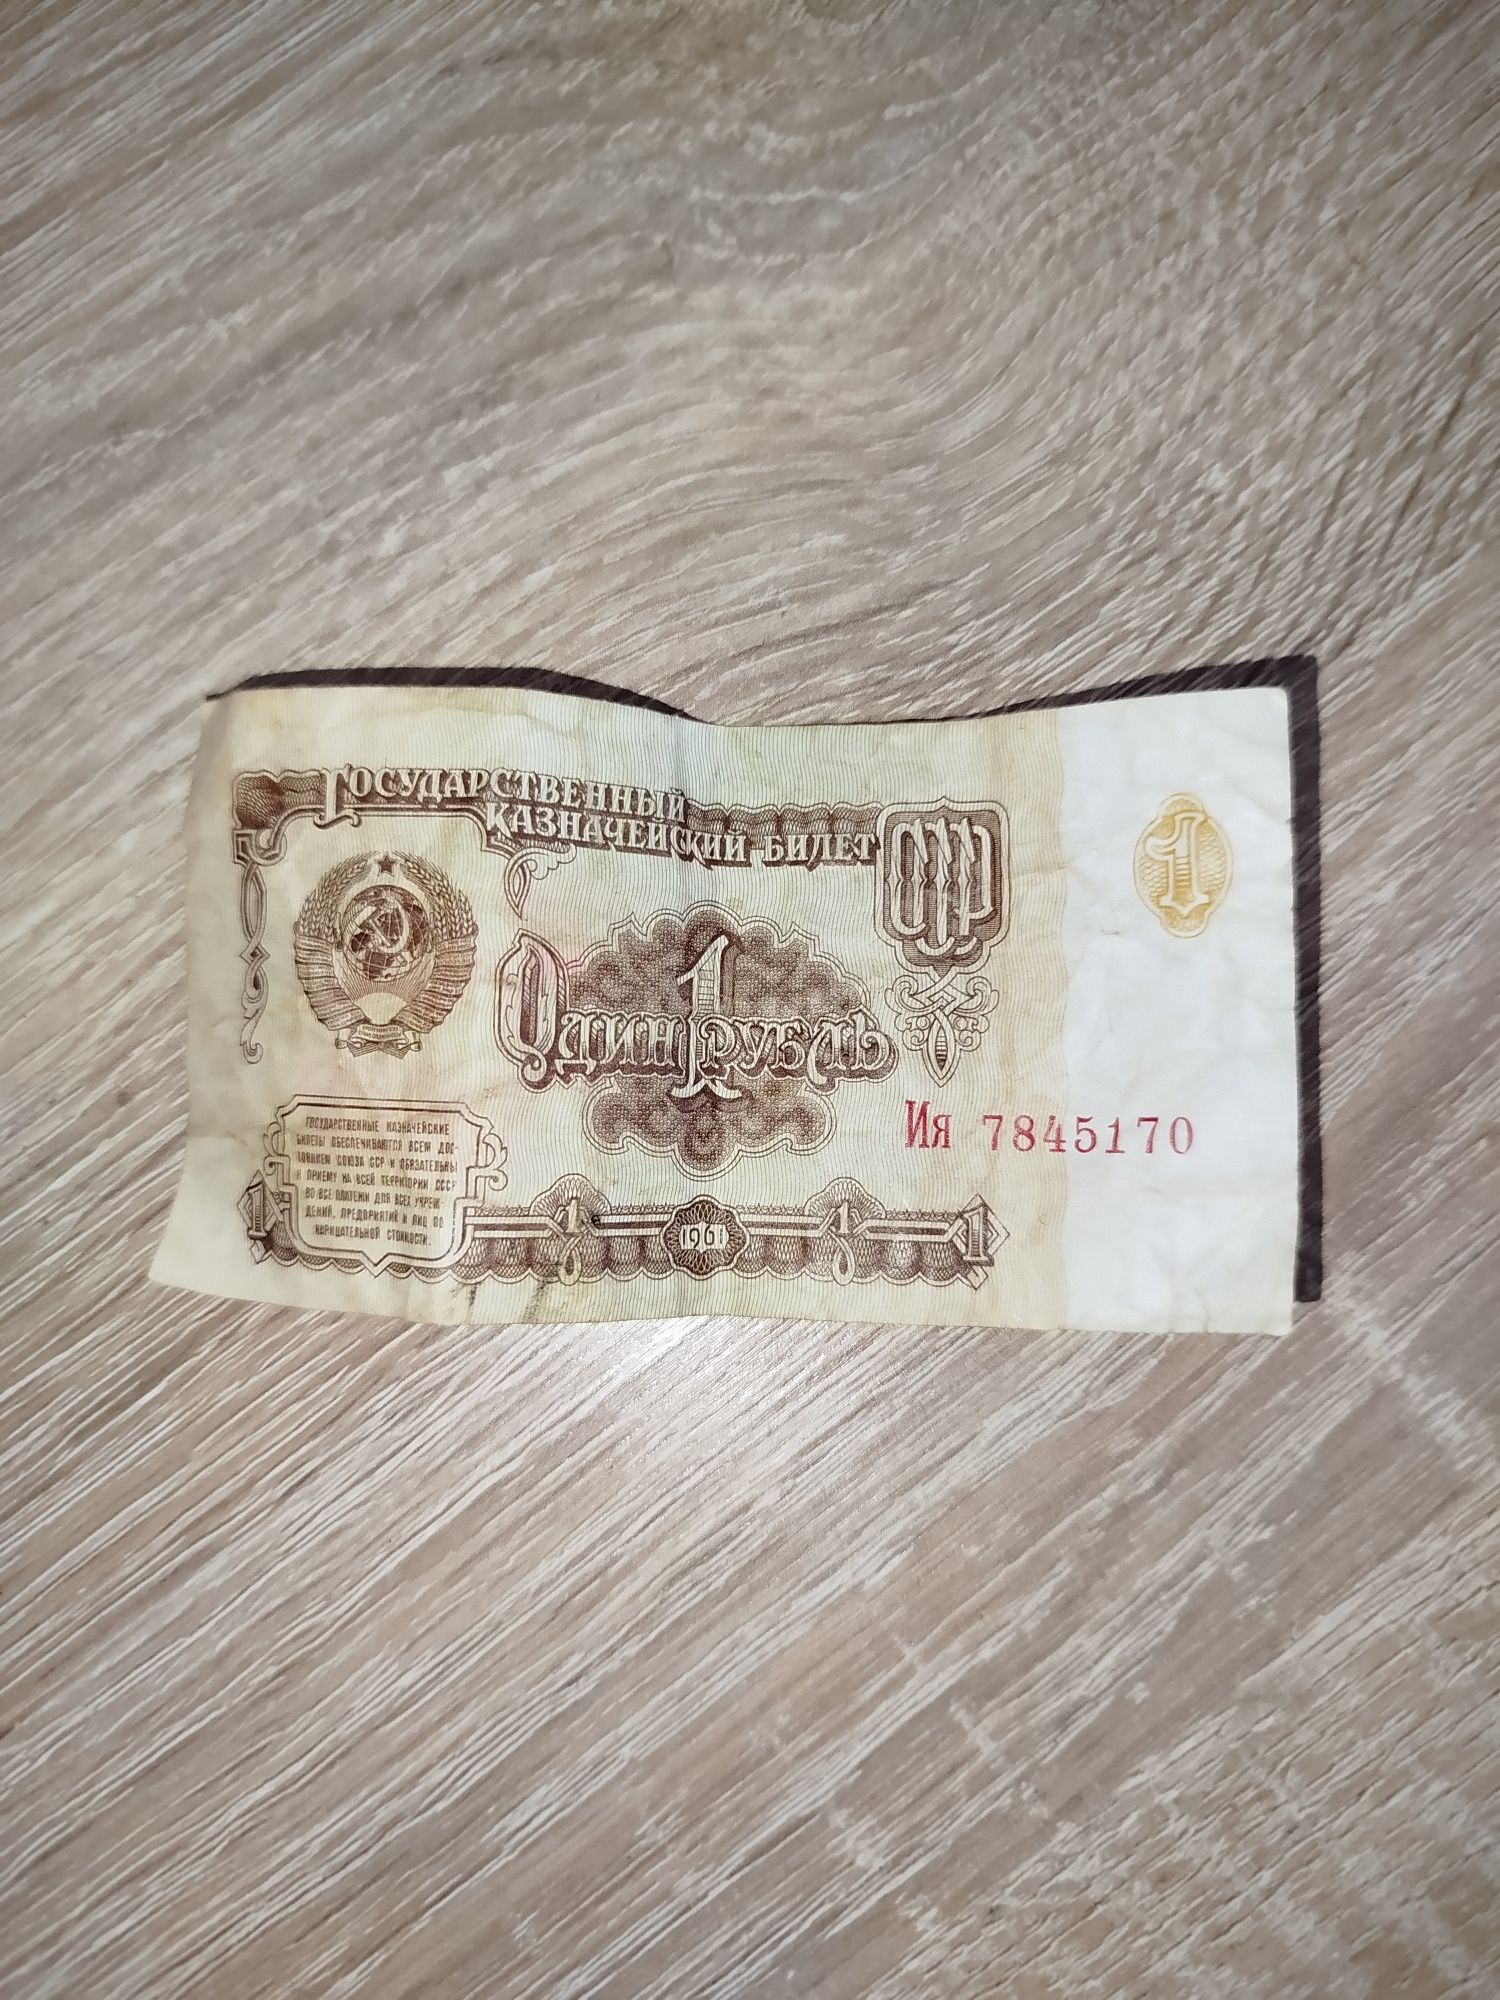 ГОСУДАРСТВЕННЫЙ
КАЗНАЧЕЙСКИЙ БИЛЕТ
СССР
1
1
ОДИН РУБЛЬ
Ия 7845170
ГОСУДАРСТВЕННЫЕ КАЗНАЧЕЙСКИЕ
БИЛЕТЫ ОБЕСПЕЧИВАЮТСЯ ВСЕМ ДОС-
ТОЯНИЕМ СОЮЗА ССР И ОБЯЗАТЕЛЬНЫ
К ПРИЕМУ НА ВСЕЙ ТЕРРИТОРИИ СССР
ВО ВСЕ ПЛАТЕЖИ ДЛЯ ВСЕХ УЧРЕЖ-
ДЕНИЙ, ПРЕДПРИЯТИЙ И ЛИЦ ПО
НАРИЦАТЕЛЬНОЙ СТОИМОСТИ.
1 1 1961 1 1